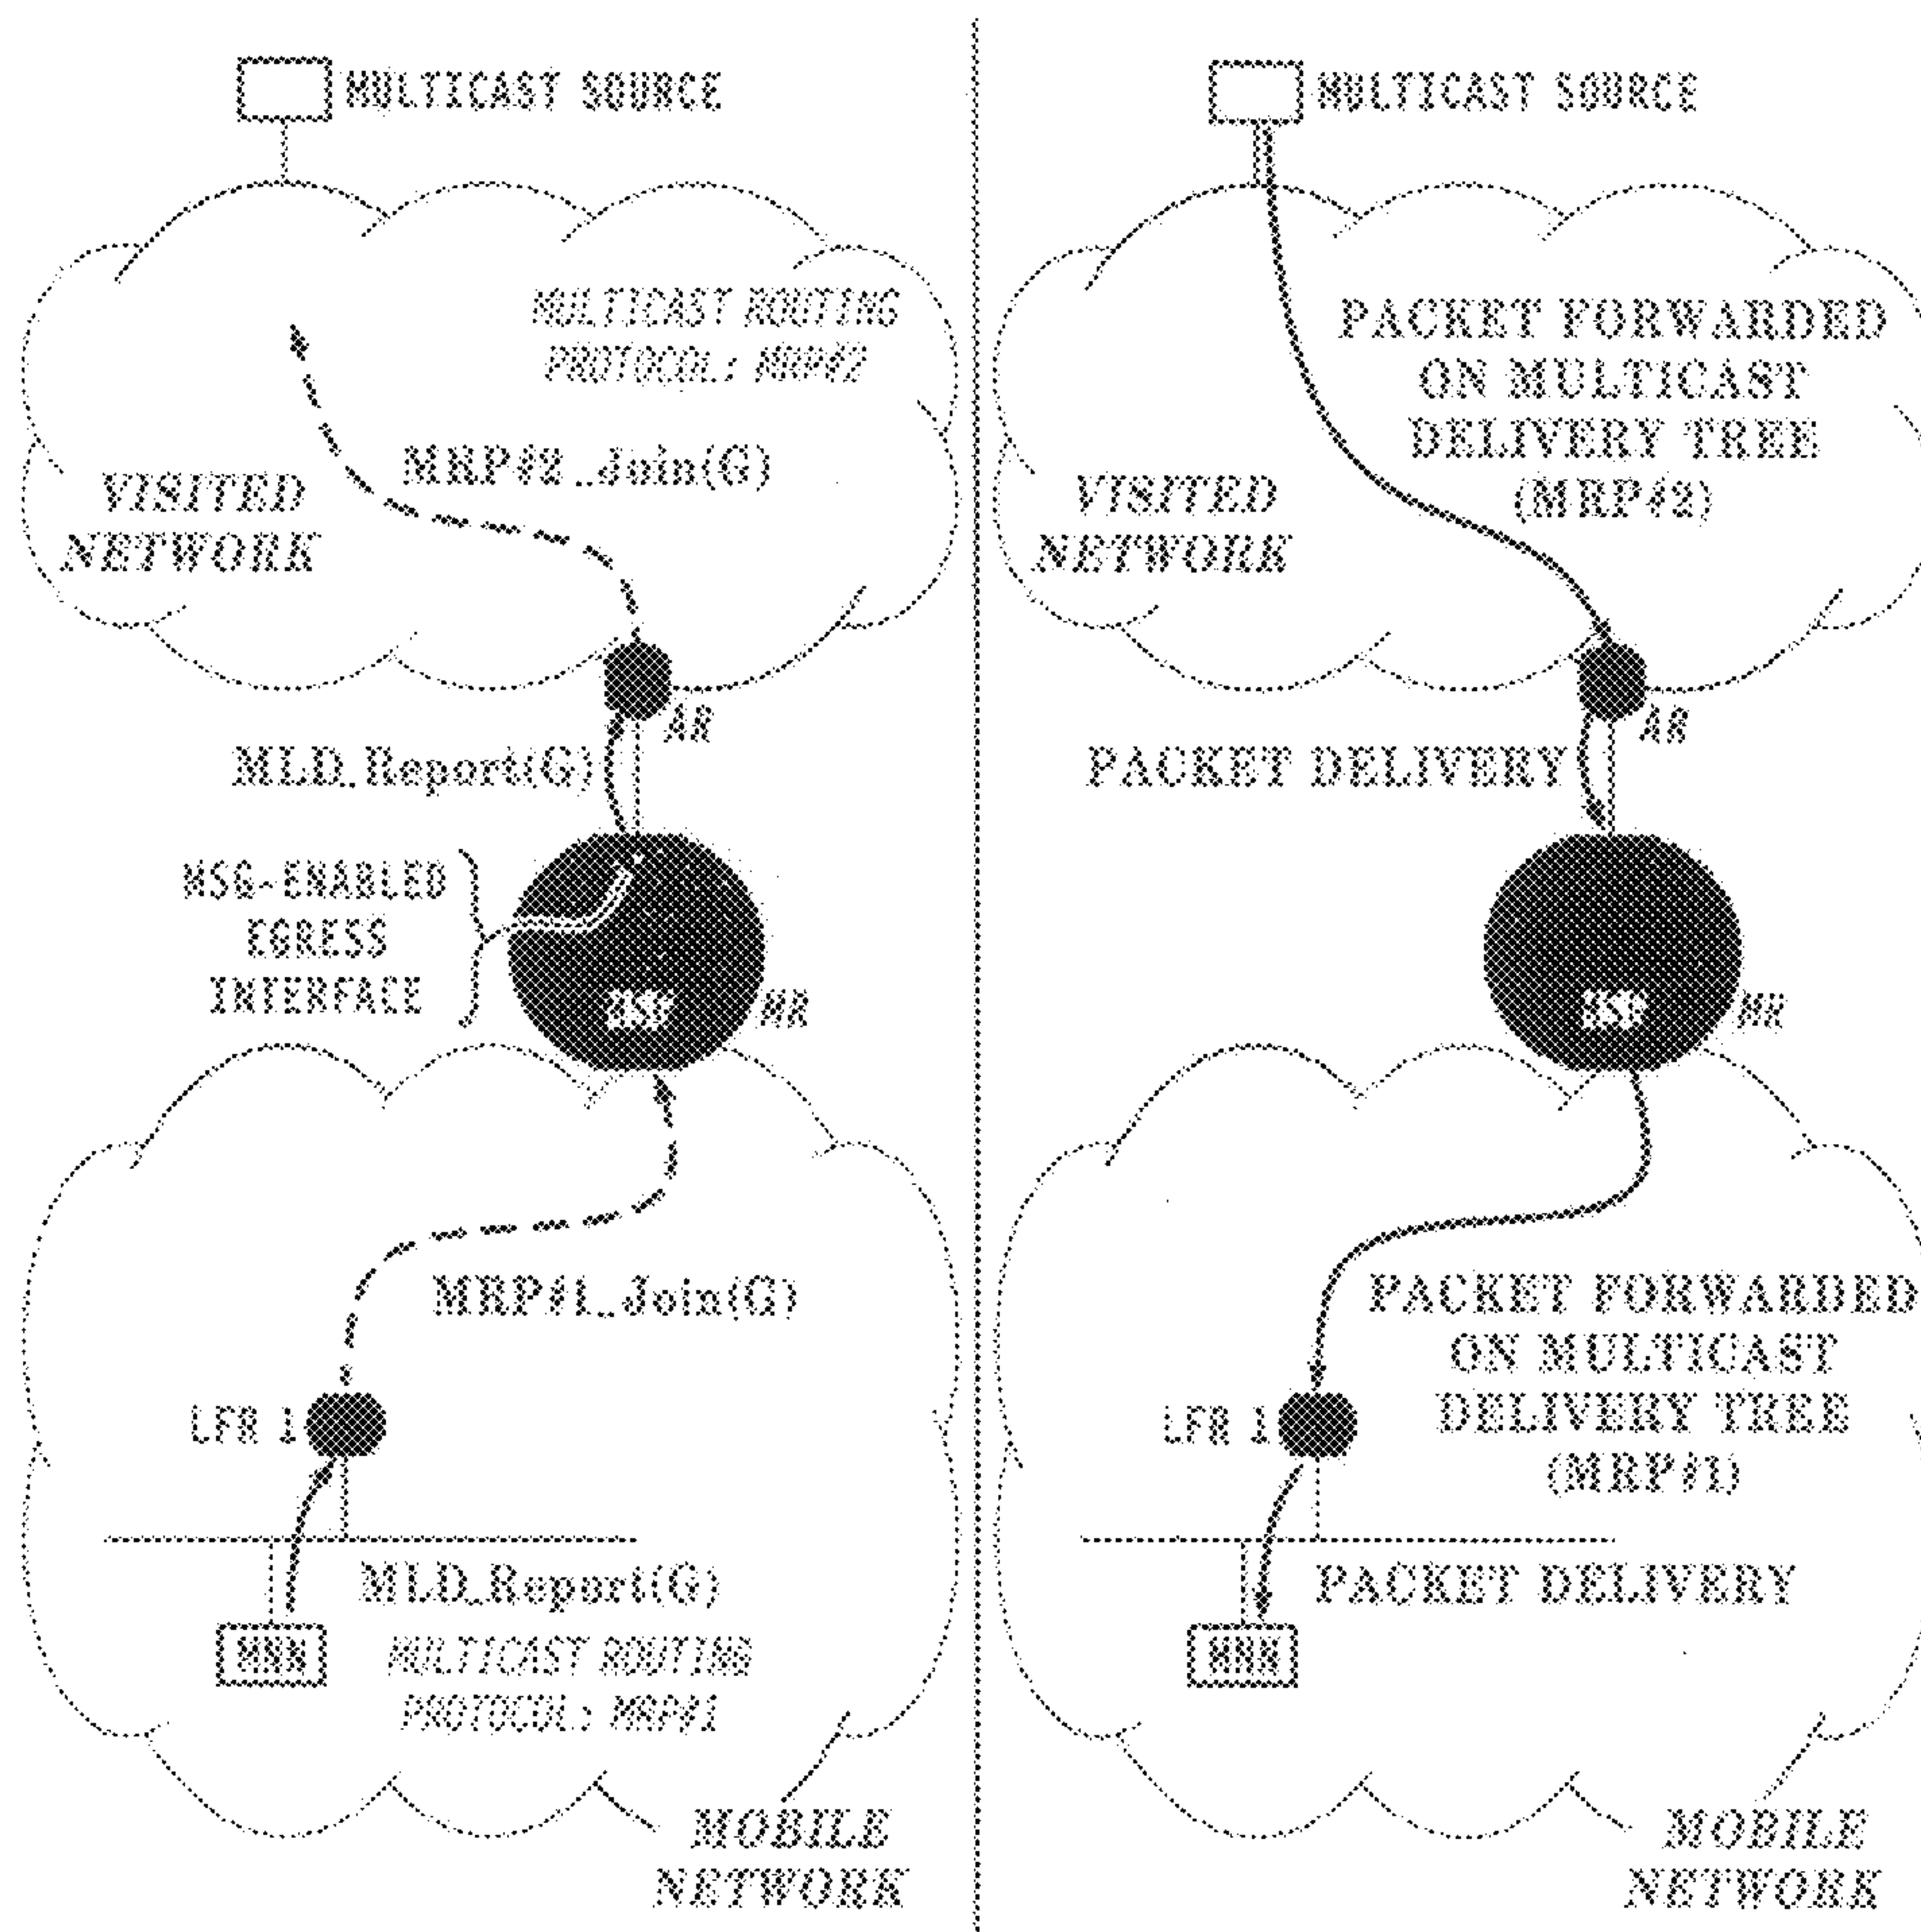 MULTICAST SOURCE
MULTICAST ROUTING
PROTOCOL: MRP#2
MRP#2_Join(G)
VISITED
NETWORK
AR
MLD_Report(G)
MSG-ENABLED
EGRESS
INTERFACE
MR
MRP#1_Join(G)
LFR 1
MLD_Report(G)
MNN
MULTICAST ROUTING
PROTOCOL: MRP#1
MOBILE
NETWORK
MULTICAST SOURCE
PACKET FORWARDED
ON MULTICAST
DELIVERY TREE
(MRP#2)
VISITED
NETWORK
AR
PACKET DELIVERY
MR
PACKET FORWARDED
ON MULTICAST
DELIVERY TREE
(MRP#1)
LFR 1
PACKET DELIVERY
MNN
MOBILE
NETWORK